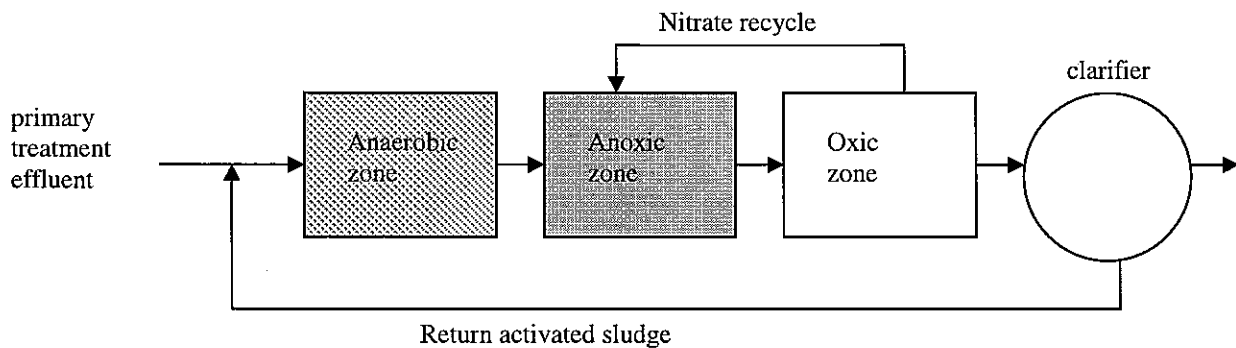 Nitrate recycle
clarifier
primary
treatment
effluent
Anaerobic
zone
Anoxic
zone
Oxic
zone
Return activated sludge